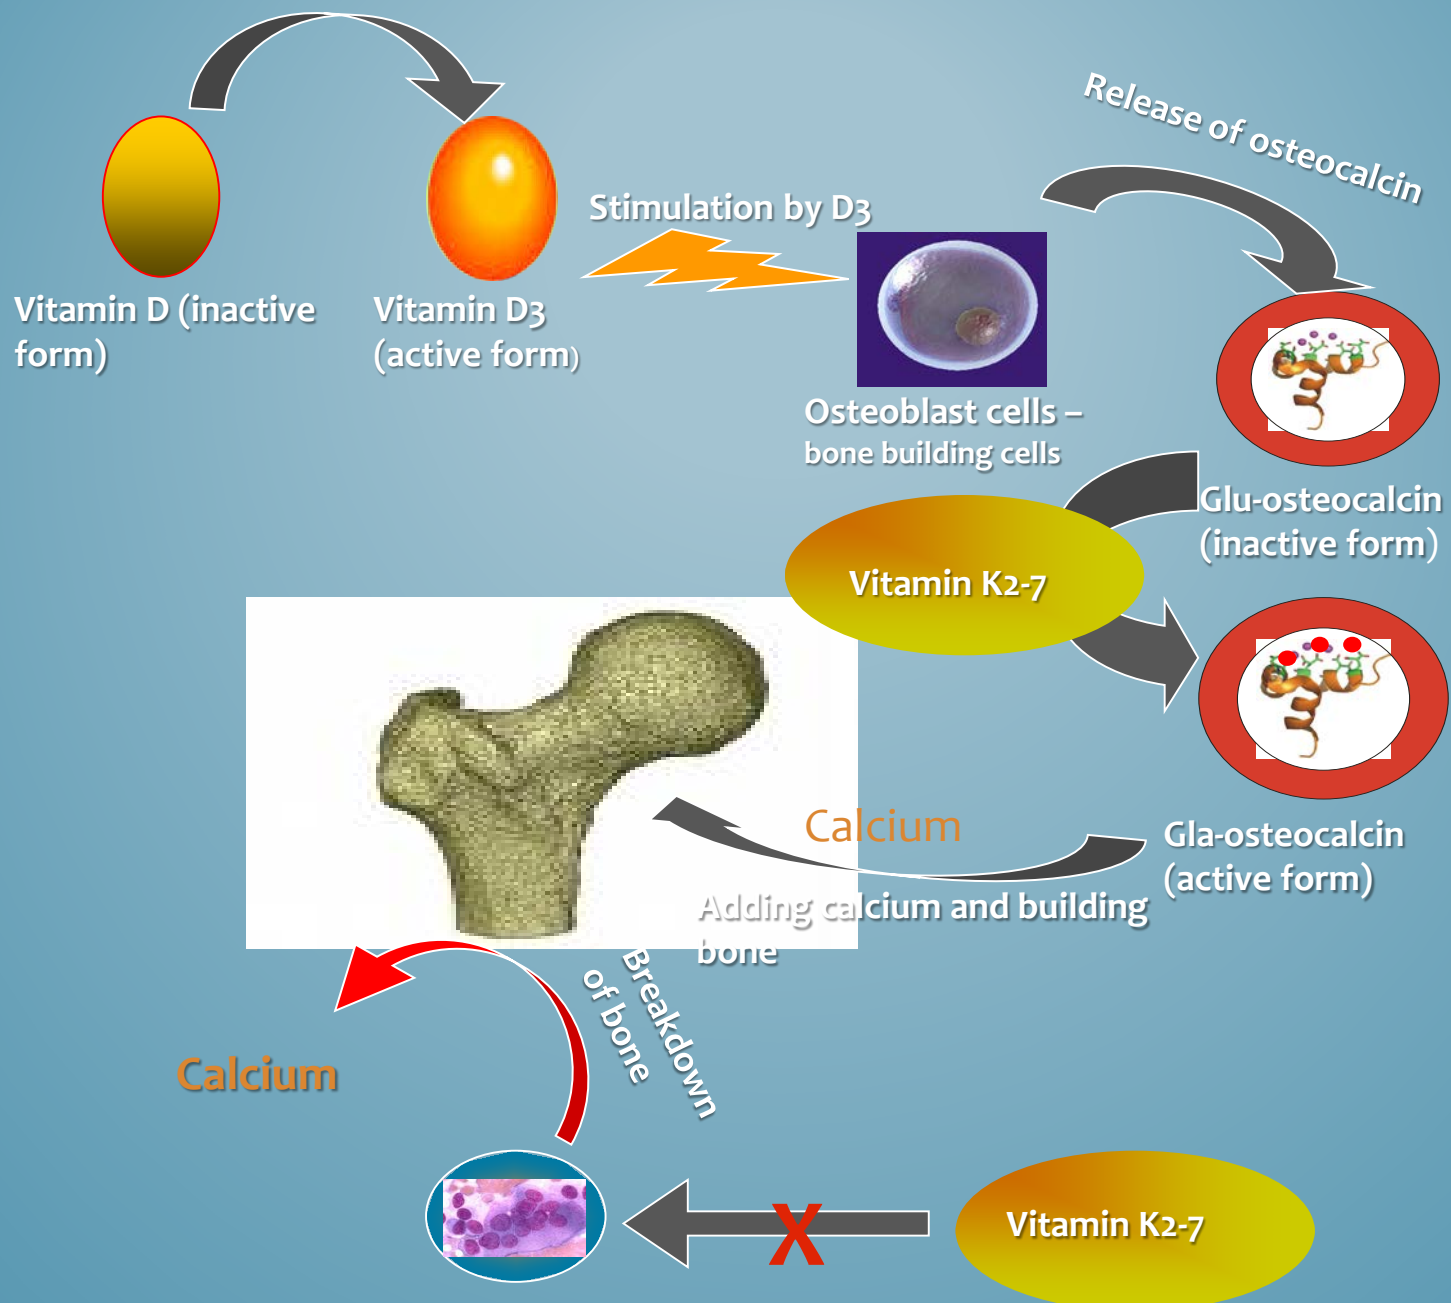 Release of osteocalcin
Stimulation by D3
Vitamin D (inactive
form)
Vitamin D3
(active form)
Osteoblast cells –
bone building cells
Glu-osteocalcin
(inactive form)
Vitamin K2-7
Calcium
Gla-osteocalcin
(active form)
Adding calcium and building
bone
Breakdown
of bone
Calcium
X
Vitamin K2-7